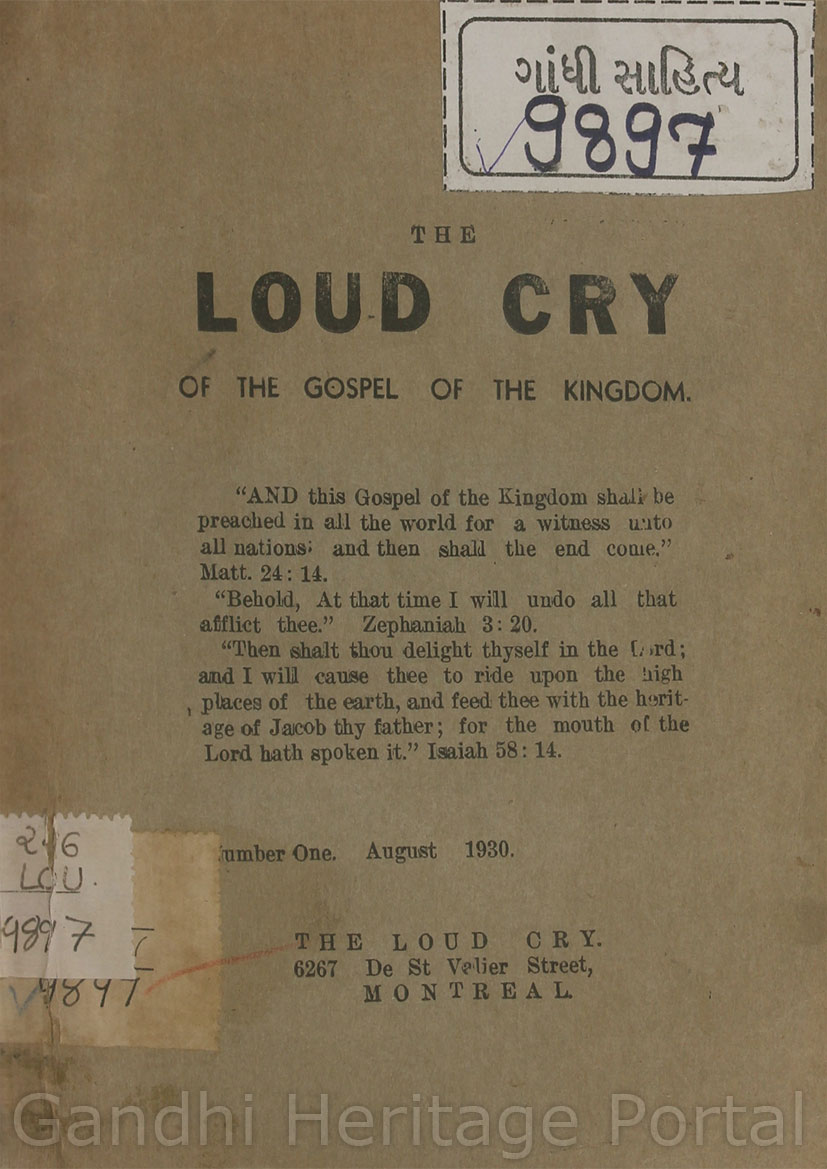 ગાંધી સાહિત્ય
9897
THE
LOUD CRY
OF THE GOSPEL OF THE KINGDOM.
“AND this Gospel of the Kingdom shall be
preached in all the world for a witness unto
all nations; and then shall the end come.”
Matt. 24: 14.
“Behold, At that time I will undo all that
afflict thee.” Zephaniah 3: 20.
“Then shalt thou delight thyself in the Lord;
and I will cause thee to ride upon the high
places of the earth, and feed thee with the herit-
age of Jacob thy father; for the mouth of the
Lord hath spoken it.” Isaiah 58: 14.
Number One. August 1930.
LOU.
9897
9897
THE LOUD CRY.
6267 De St Velier Street,
MONTREAL.
Gandhi Heritage Portal